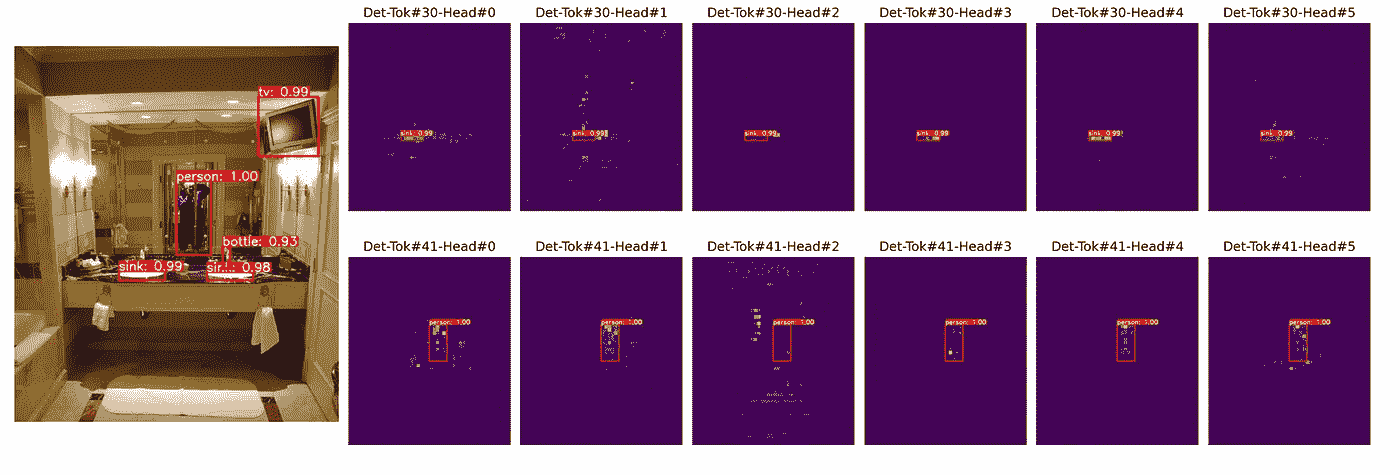 Det-Tok#30-Head#0 Det-Tok#30-Head#1 Det-Tok#30-Head#2 Det-Tok#30-Head#3 Det-Tok#30-Head#4 Det-Tok#30-Head#5
tv: 0.99
sink: 0.99 sink: 0.99 sink: 0.99 sink: 0.99 sink: 0.99 sink: 0.99
person: 1.00
bottle: 0.93
sink: 0.99 0.98
Det-Tok#41-Head#0 Det-Tok#41-Head#1 Det-Tok#41-Head#2 Det-Tok#41-Head#3 Det-Tok#41-Head#4 Det-Tok#41-Head#5
person: 1.00 person: 1.00 person: 1.00 person: 1.00 person: 1.00 person: 1.00